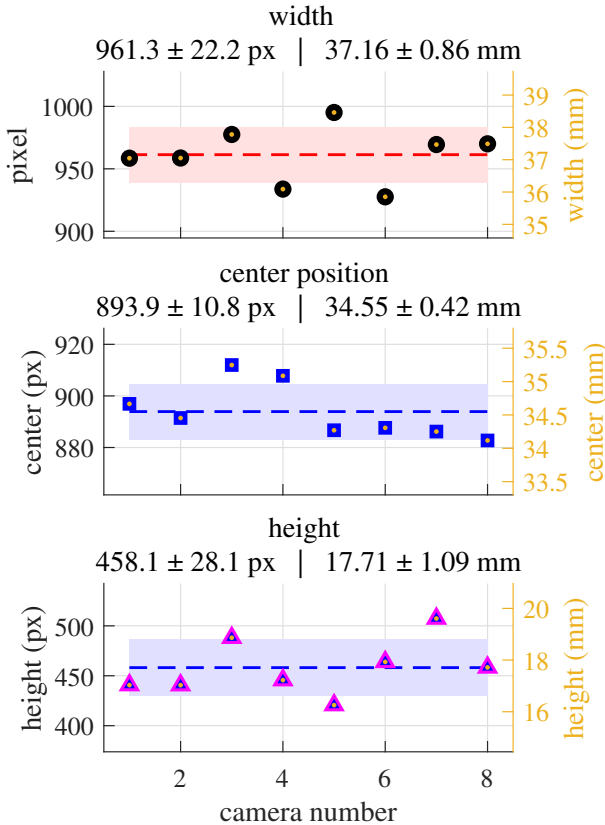 width
961.3 ± 22.2 px | 37.16 ± 0.86 mm
pixel
1000
950
900
39
38
37
36
35
width (mm)
center position
893.9 ± 10.8 px | 34.55 ± 0.42 mm
center (px)
920
900
880
35.5
35
34.5
34
33.5
center (mm)
height
458.1 ± 28.1 px | 17.71 ± 1.09 mm
height (px)
500
450
400
20
18
16
height (mm)
2 4 6 8
camera number